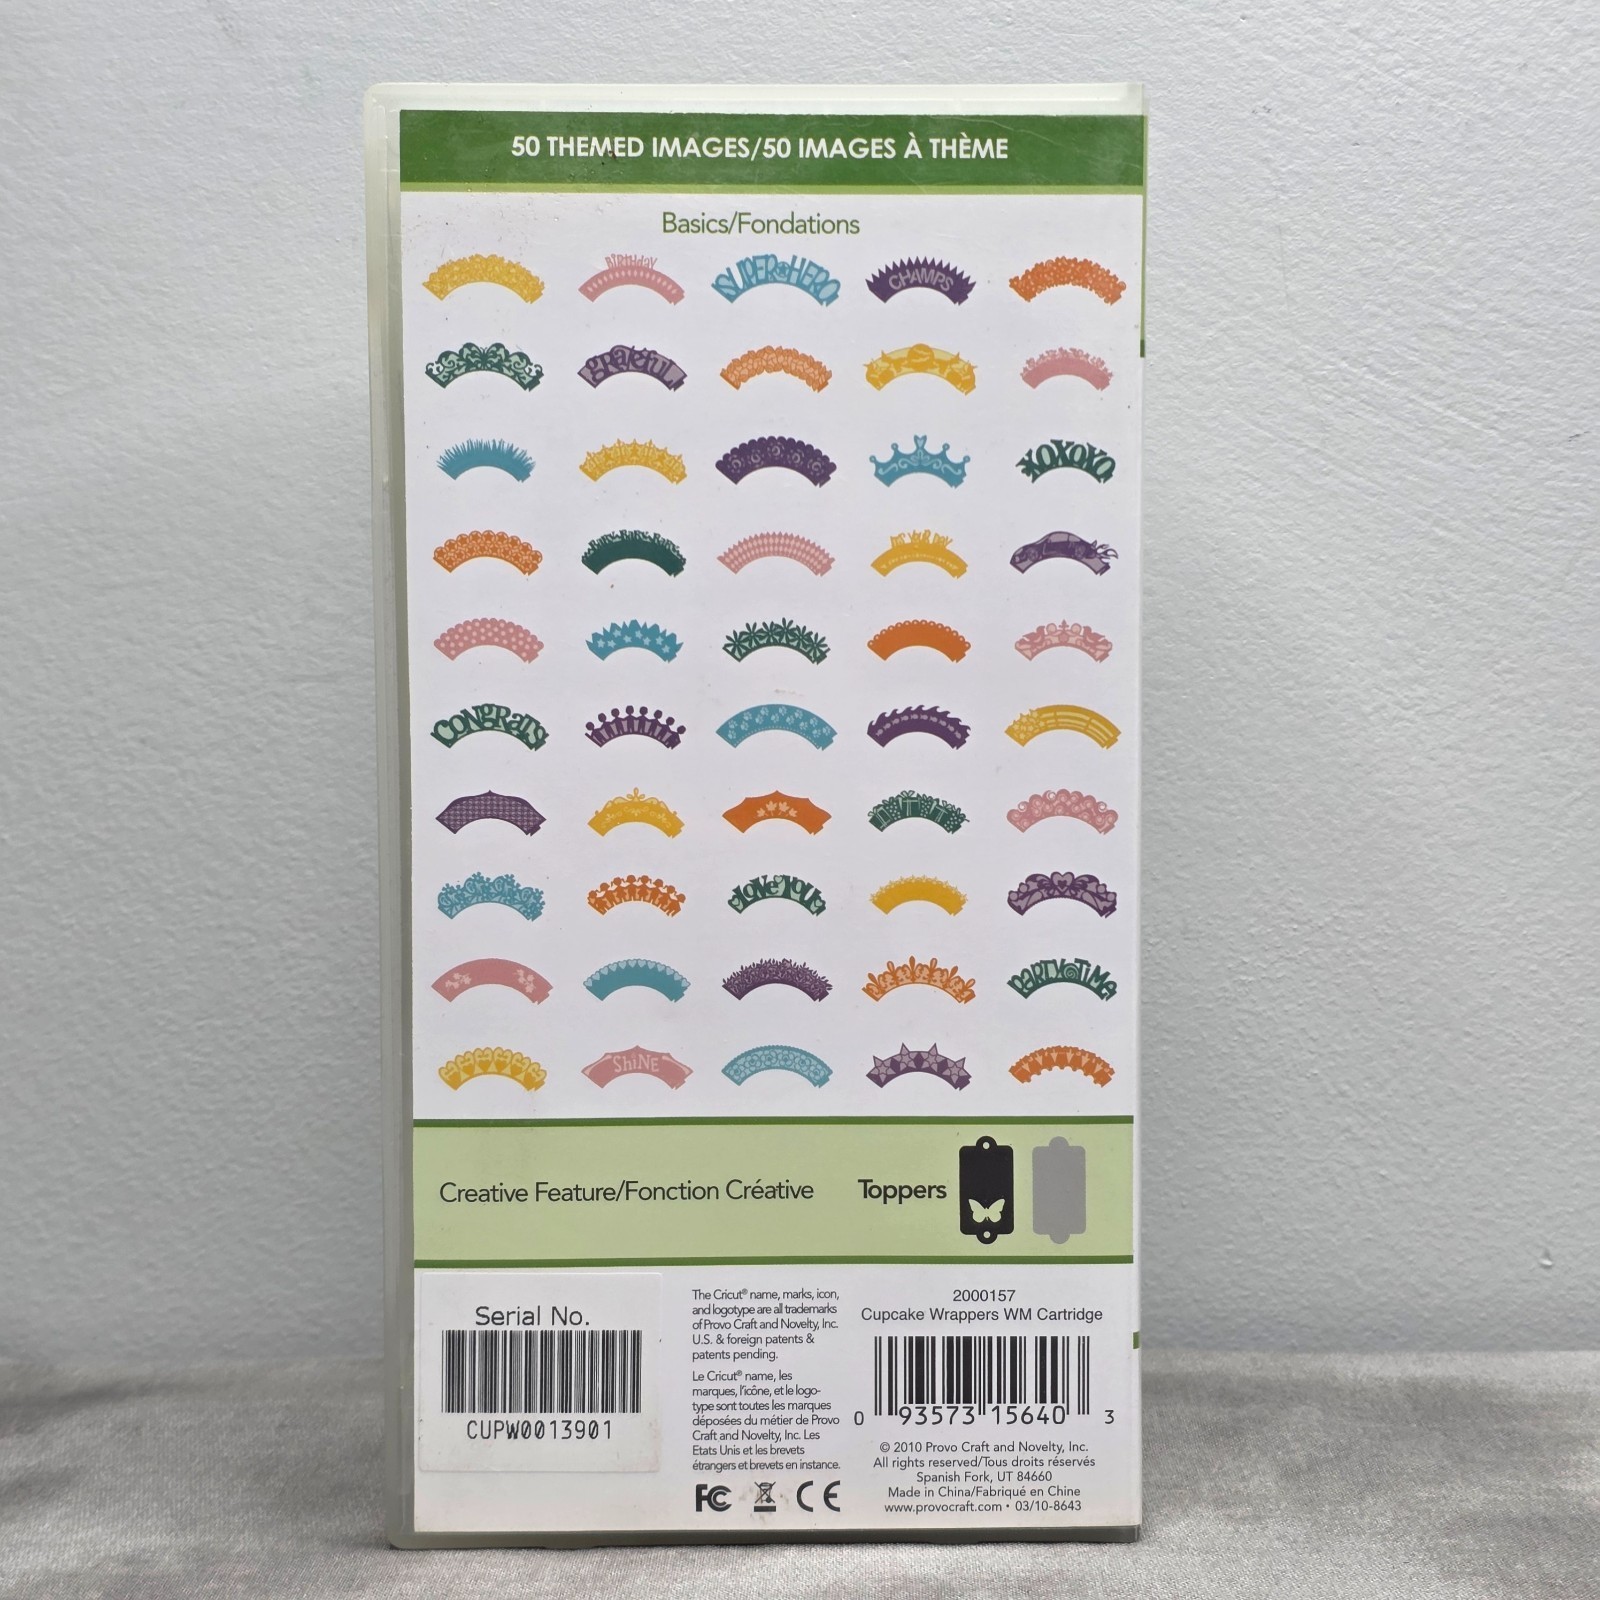 50 THEMED IMAGES/50 IMAGES À THÈME
Basics/Fondations
BIRTHDAY
SUPER HERO
CHAMPS
GRATEFUL
XOXOXO
IT'S YOUR DAY
CONGRATS
LOVE YOU
PARTY TIME
SHINE
Creative Feature/Fonction Créative
Toppers
Serial No.
CUPW0013901
The Cricut® name, marks, icon,
and logotype are all trademarks
of Provo Craft and Novelty, Inc.
U.S. & foreign patents &
patents pending.
Le Cricut® name, les
marques, l'icône, et le logo-
type sont toutes les marques
déposées du métier de Provo
Craft and Novelty, Inc. Les
Etats Unis et les brevets
étrangers et brevets en instance.
FC CE
2000157
Cupcake Wrappers WM Cartridge
0 93573 15640 3
© 2010 Provo Craft and Novelty, Inc.
All rights reserved/Tous droits réservés
Spanish Fork, UT 84660
Made in China/Fabriqué en Chine
www.provocraft.com • 03/10-8643